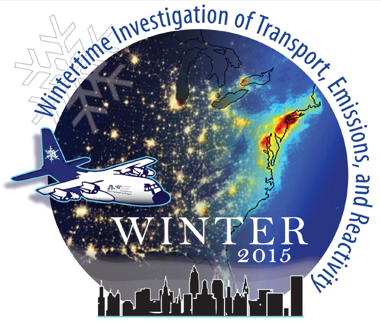 Wintertime Investigation of Transport, Emissions, and Reactivity
WINTER
2015